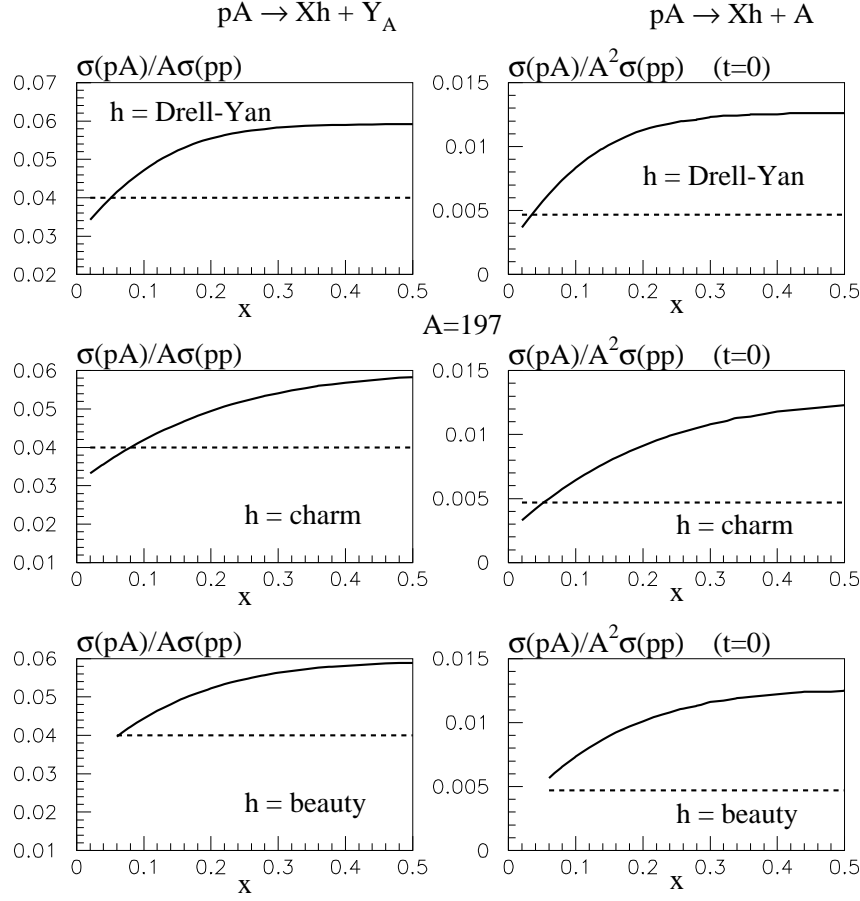 pA → Xh + Y_A pA → Xh + A
σ(pA)/Aσ(pp) σ(pA)/A²σ(pp) (t=0)
0.07 0.015
h = Drell-Yan
0.06
0.01
0.05
h = Drell-Yan
0.04
0.005
0.03
0.02 0
0 0.1 0.2 0.3 0.4 0.5 0 0.1 0.2 0.3 0.4 0.5
x x
A=197
σ(pA)/Aσ(pp) σ(pA)/A²σ(pp) (t=0)
0.06 0.015
0.05
0.01
0.04
0.03
0.005
h = charm h = charm
0.02
0.01 0
0 0.1 0.2 0.3 0.4 0.5 0 0.1 0.2 0.3 0.4 0.5
x x
σ(pA)/Aσ(pp) σ(pA)/A²σ(pp) (t=0)
0.06 0.015
0.05
0.01
0.04
0.03
0.005
h = beauty h = beauty
0.02
0.01 0
0 0.1 0.2 0.3 0.4 0.5 0 0.1 0.2 0.3 0.4 0.5
x x